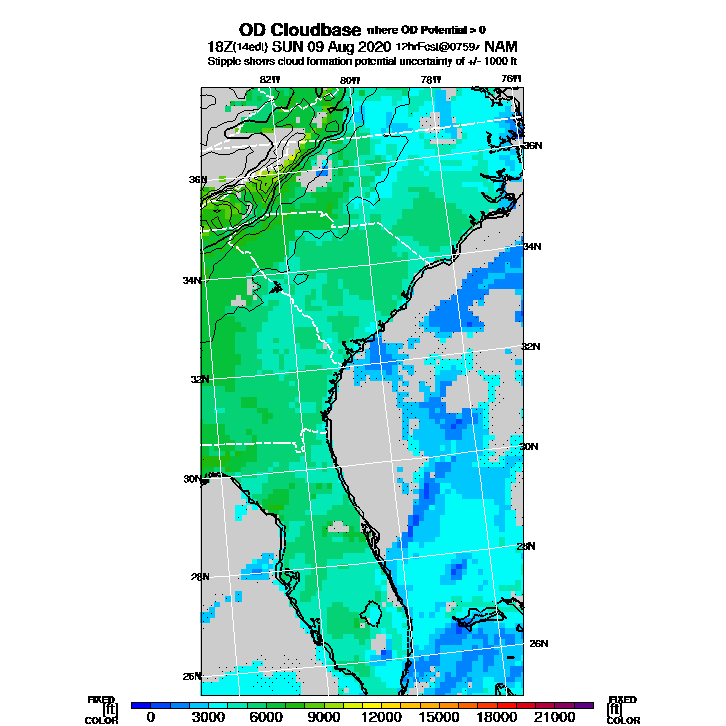 OD Cloudbase where OD Potential > 0
18Z(14edt) SUN 09 Aug 2020 12hrFcst@0759z NAM
Stipple shows cloud formation potential uncertainty of +/- 1000 ft
82W 80W 78W 76W
36N
36N
34N
34N
32N
32N
30N
30N
28N
28N
26N
26N
FIXED [ft] COLOR
0 3000 6000 9000 12000 15000 18000 21000
FIXED [ft] COLOR